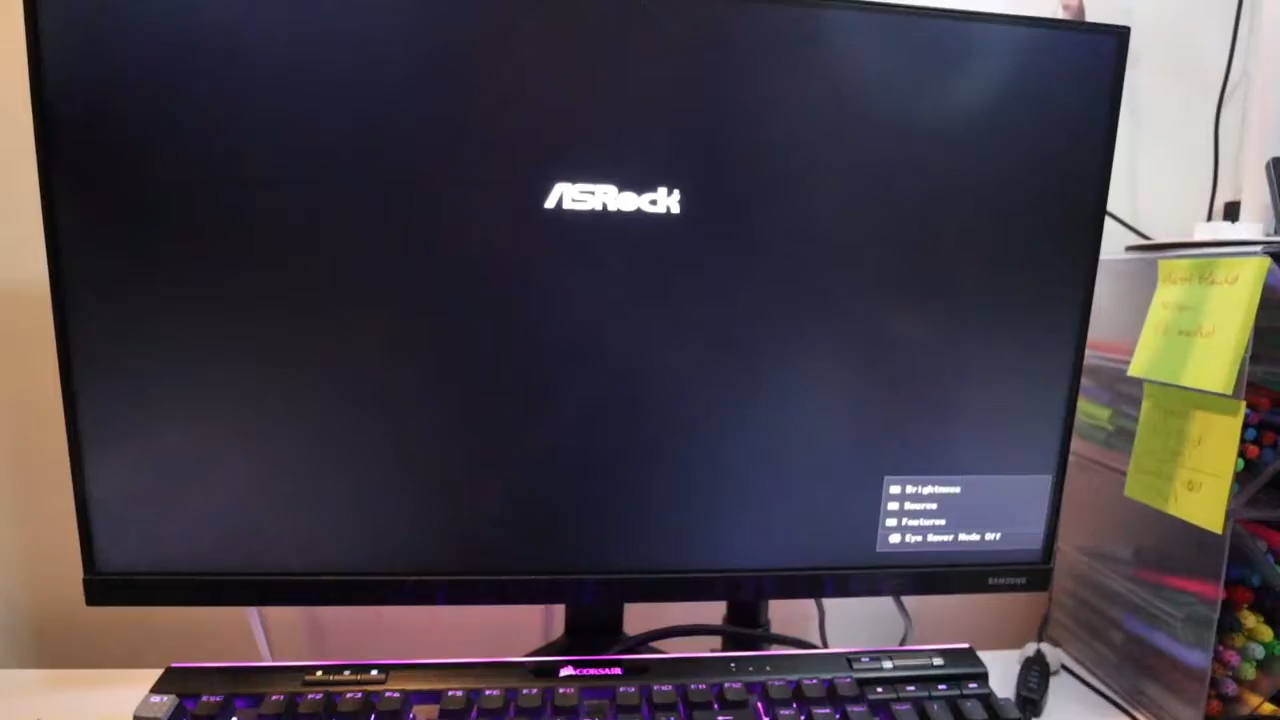 ASRock
Brightness
Source
Features
Eye Saver Mode Off
SAMSUNG
CORSAIR
G1
ESC
F1
F2
F3
F4
F5
F6
F7
F8
F9
F10
F11
F12